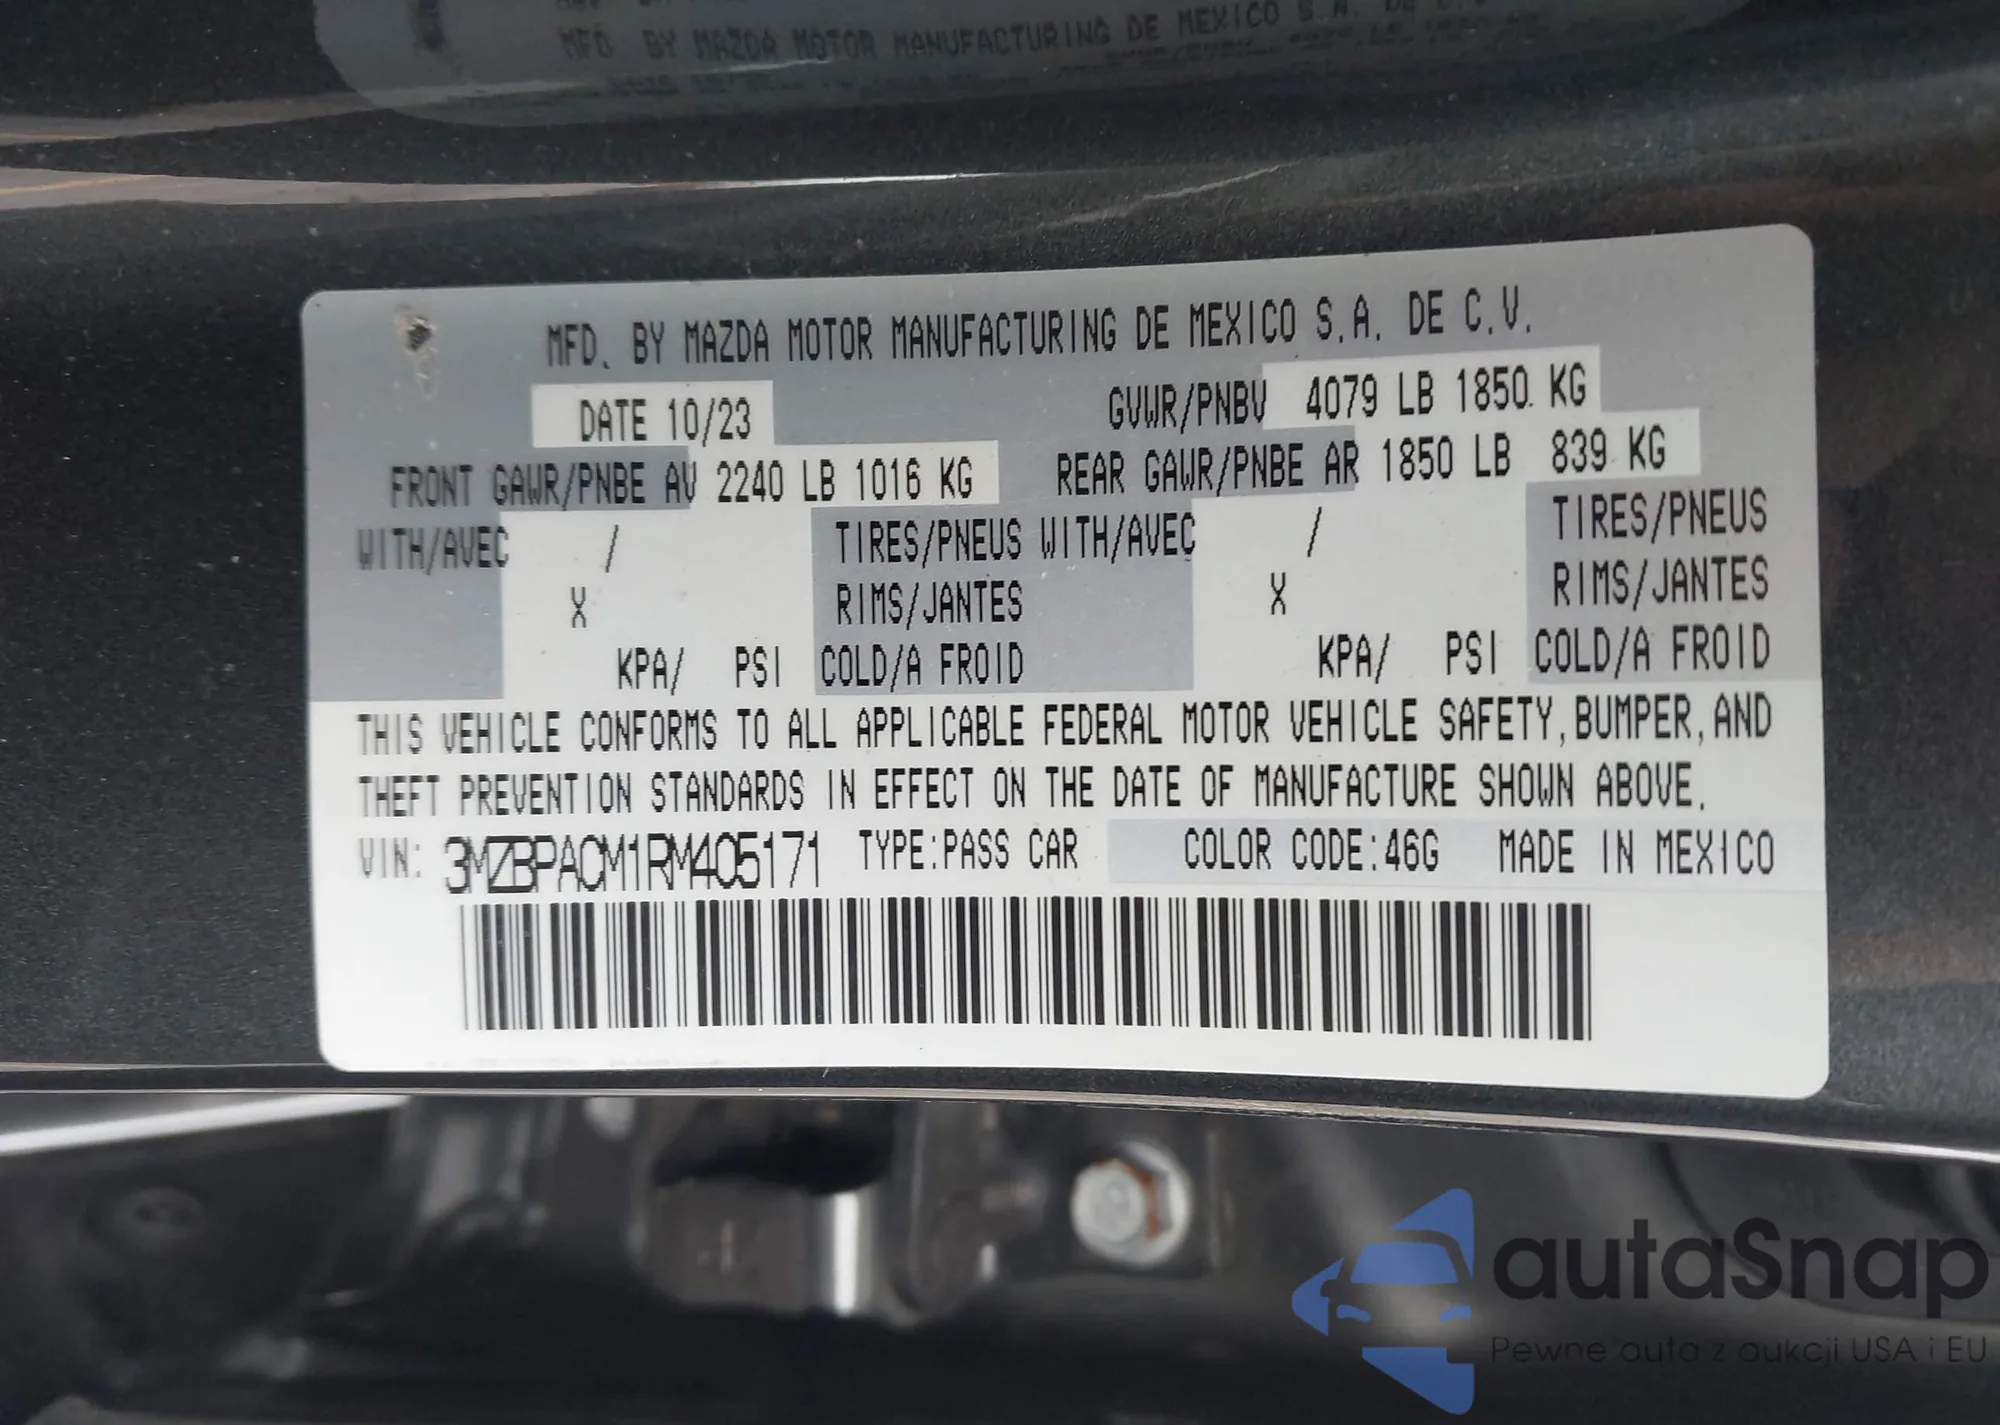 MFD. BY MAZDA MOTOR MANUFACTURING DE MEXICO S.A. DE C.V.
MFD. BY MAZDA MOTOR MANUFACTURING DE MEXICO S.A. DE C.V.
DATE 10/23 GVWR/PNBV 4079 LB 1850 KG
FRONT GAWR/PNBE AV 2240 LB 1016 KG REAR GAWR/PNBE AR 1850 LB 839 KG
WITH/AVEC / TIRES/PNEUS WITH/AVEC / TIRES/PNEUS
X RIMS/JANTES X RIMS/JANTES
KPA/ PSI COLD/A FROID KPA/ PSI COLD/A FROID
THIS VEHICLE CONFORMS TO ALL APPLICABLE FEDERAL MOTOR VEHICLE SAFETY, BUMPER, AND
THEFT PREVENTION STANDARDS IN EFFECT ON THE DATE OF MANUFACTURE SHOWN ABOVE.
VIN: 3MZBPACM1RM405171 TYPE:PASS CAR COLOR CODE:46G MADE IN MEXICO
autaSnap
Pewne auta z aukcji USA i EU